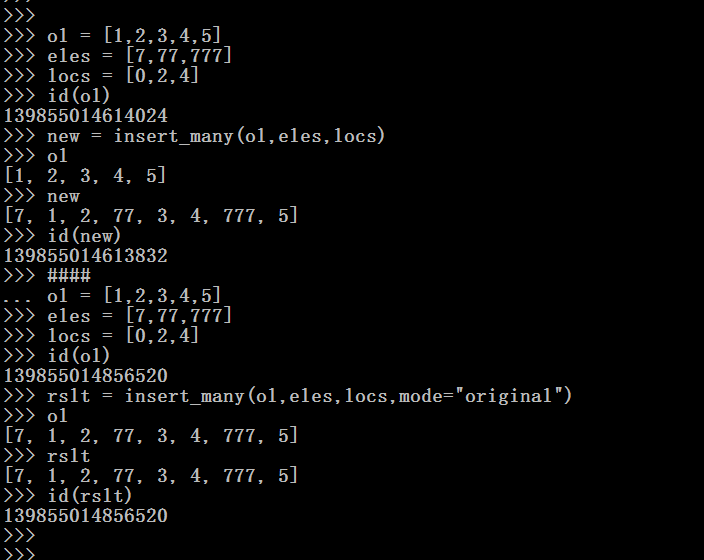 >>>
>>> ol = [1,2,3,4,5]
>>> eles = [7,77,777]
>>> locs = [0,2,4]
>>> id(ol)
139855014614024
>>> new = insert_many(ol,eles,locs)
>>> ol
[1, 2, 3, 4, 5]
>>> new
[7, 1, 2, 77, 3, 4, 777, 5]
>>> id(new)
139855014613832
>>> ####
... ol = [1,2,3,4,5]
>>> eles = [7,77,777]
>>> locs = [0,2,4]
>>> id(ol)
139855014856520
>>> rslt = insert_many(ol,eles,locs,mode="original")
>>> ol
[7, 1, 2, 77, 3, 4, 777, 5]
>>> rslt
[7, 1, 2, 77, 3, 4, 777, 5]
>>> id(rslt)
139855014856520
>>>
>>>